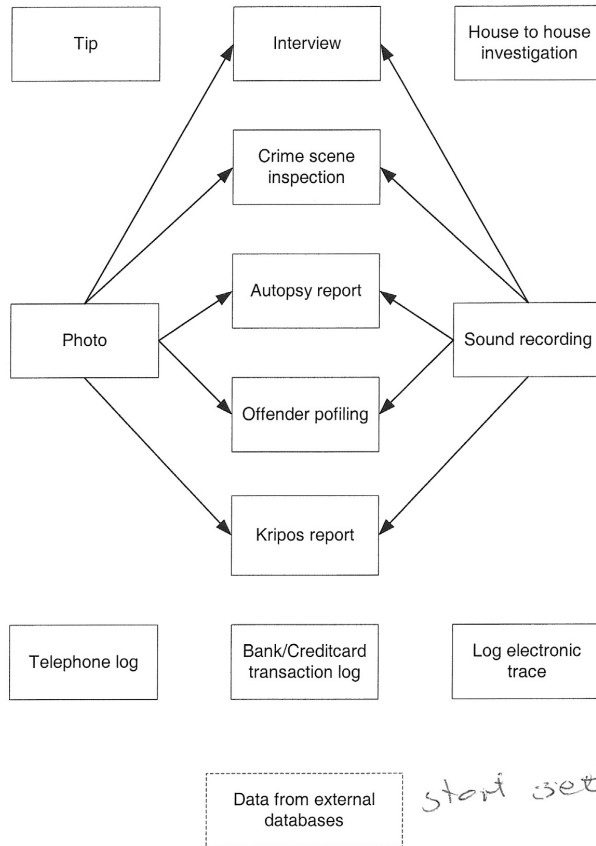 Tip
Interview
House to house
investigation
Crime scene
inspection
Autopsy report
Photo
Sound recording
Offender pofiling
Kripos report
Telephone log
Bank/Creditcard
transaction log
Log electronic
trace
Data from external
databases
start set